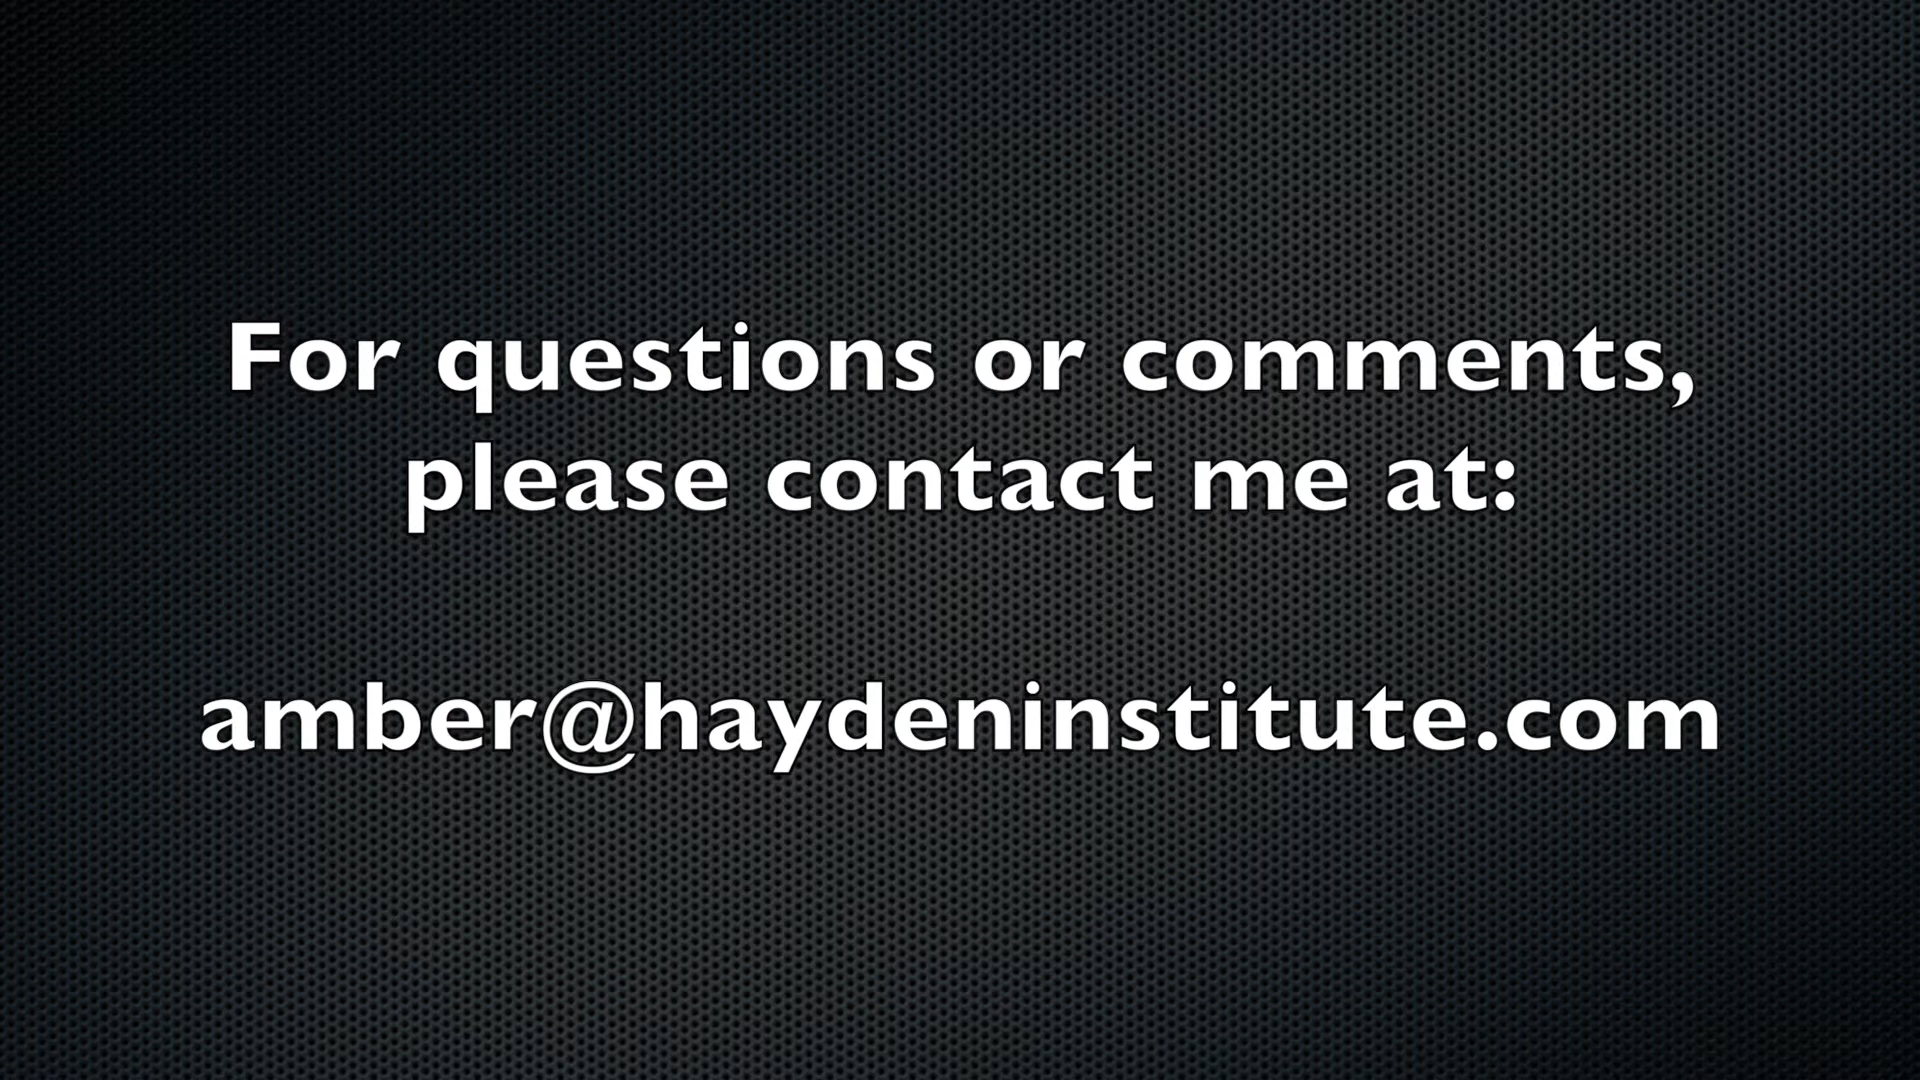 For questions or comments,
please contact me at:
amber@haydeninstitute.com